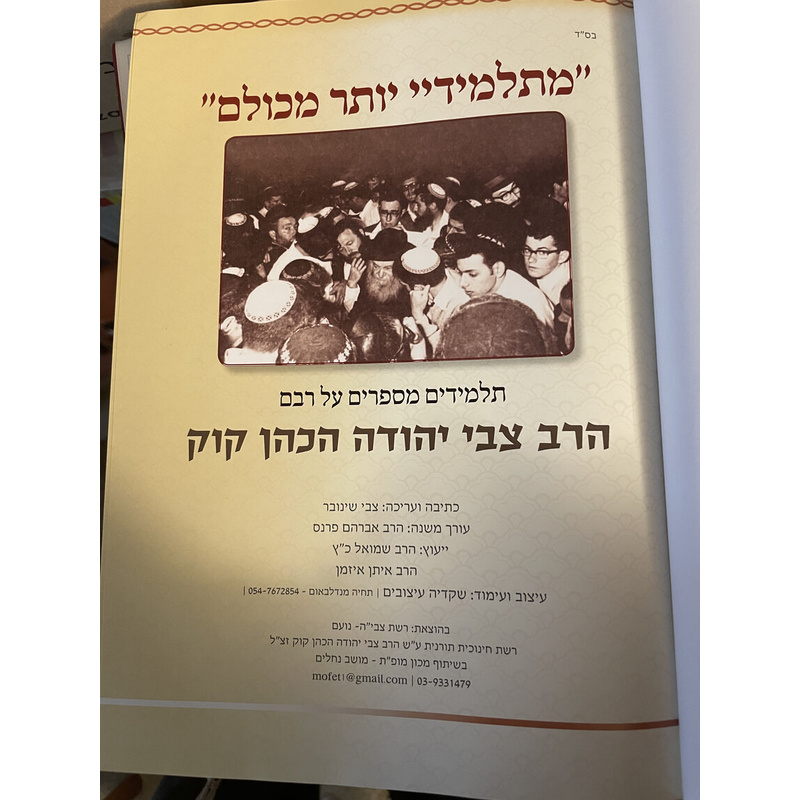 בס"ד
"מתלמידיי יותר מכולם"
תלמידים מספרים על רבם
הרב צבי יהודה הכהן קוק
כתיבה ועריכה: צבי שינובר
עורך משנה: הרב אברהם פרנס
ייעוץ: הרב שמואל כ"ץ
הרב איתן איזמן
עיצוב ועימוד: שקדיה עיצובים | תחיה מנדלבאום - 054-7672854 |
בהוצאת: רשת צבי"ה- נועם
רשת חינוכית תורנית ע"ש הרב צבי יהודה הכהן קוק זצ"ל
בשיתוף מכון מופ"ת - מושב נחלים
03-9331479 | mofet1@gmail.com